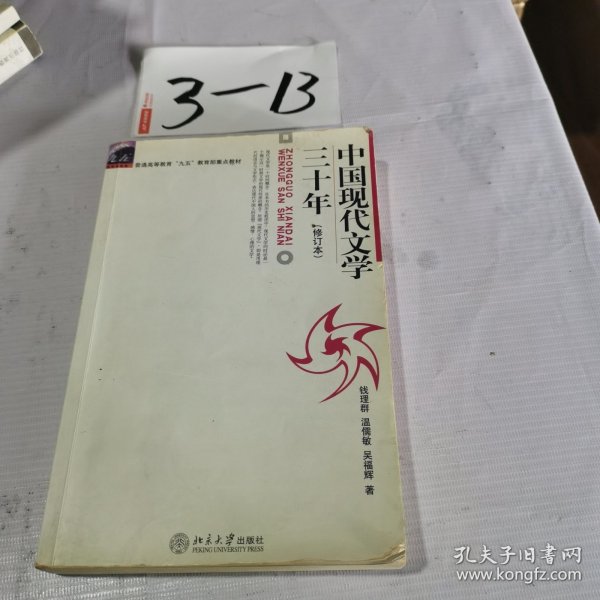 3-13
普通高等教育“九五”教育部重点教材
中国现代文学
三十年
(修订本)
ZHONGGUO XIANDAI
WENXUE SAN SHI NIAN
钱理群 温儒敏 吴福辉 著
北京大学出版社
PEKING UNIVERSITY PRESS
孔夫子旧书网
www.kongfz.com